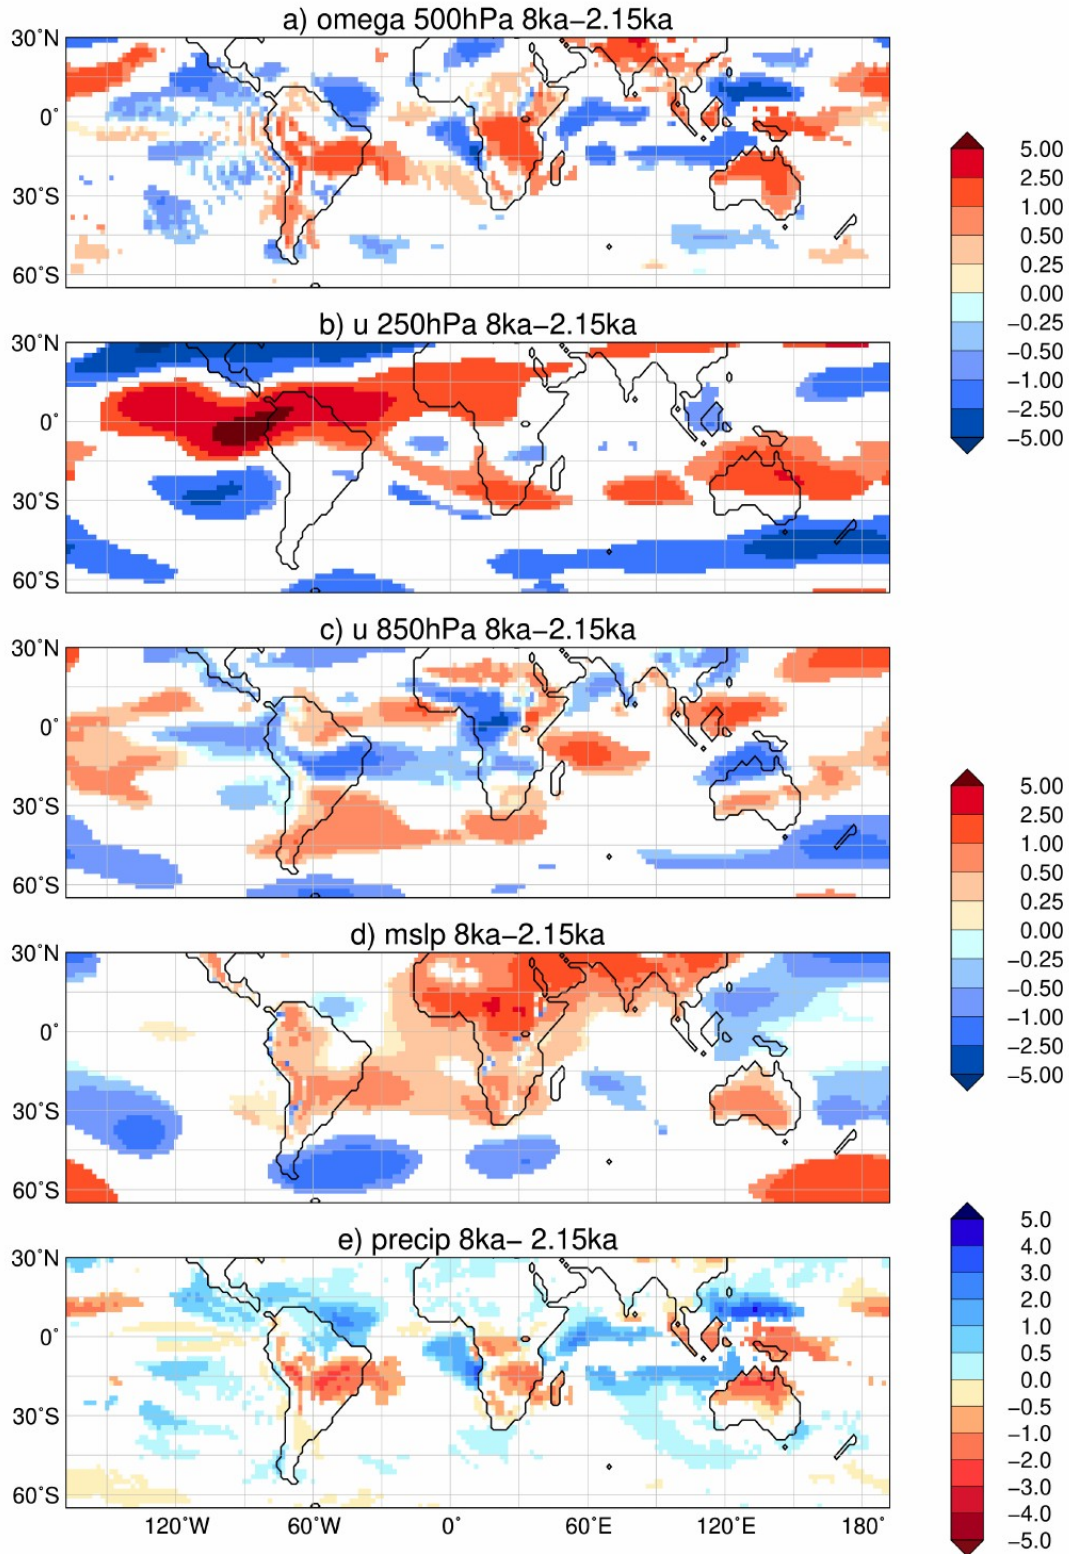 a) omega 500hPa 8ka−2.15ka
30°N
0°
30°S
60°S
b) u 250hPa 8ka−2.15ka
30°N
0°
30°S
60°S
5.00
2.50
1.00
0.50
0.25
0.00
−0.25
−0.50
−1.00
−2.50
−5.00
c) u 850hPa 8ka−2.15ka
30°N
0°
30°S
60°S
d) mslp 8ka−2.15ka
30°N
0°
30°S
60°S
5.00
2.50
1.00
0.50
0.25
0.00
−0.25
−0.50
−1.00
−2.50
−5.00
e) precip 8ka− 2.15ka
30°N
0°
30°S
60°S
120°W 60°W 0° 60°E 120°E 180°
5.0
4.0
3.0
2.0
1.0
0.5
0.0
−0.5
−1.0
−2.0
−3.0
−4.0
−5.0